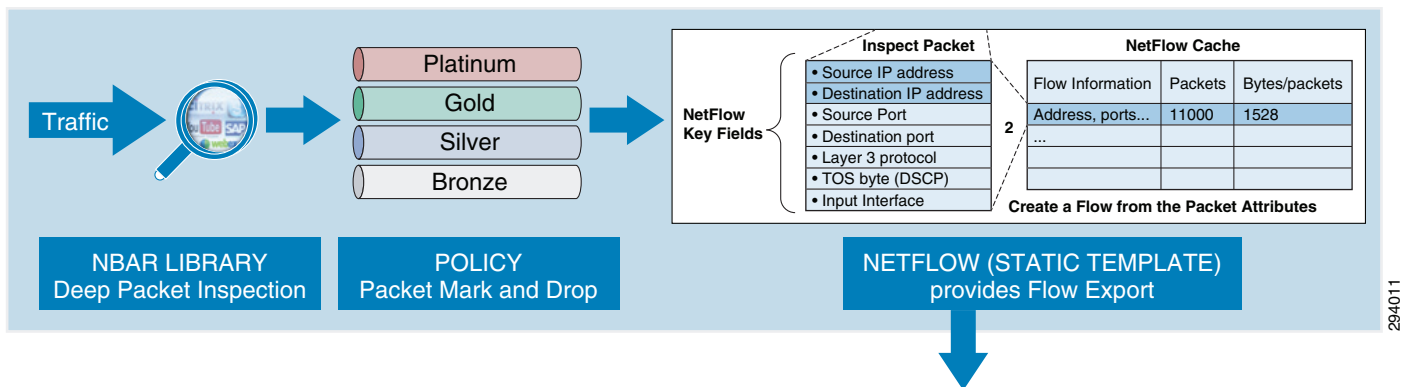 Traffic
You Tube SAP
Platinum
Gold
Silver
Bronze
NetFlow
Key Fields
Inspect Packet
• Source IP address
• Destination IP address
• Source Port
• Destination port
• Layer 3 protocol
• TOS byte (DSCP)
• Input Interface
2
NetFlow Cache
Flow Information Packets Bytes/packets
Address, ports... 11000 1528
...
Create a Flow from the Packet Attributes
NBAR LIBRARY
Deep Packet Inspection
POLICY
Packet Mark and Drop
NETFLOW (STATIC TEMPLATE)
provides Flow Export
294011